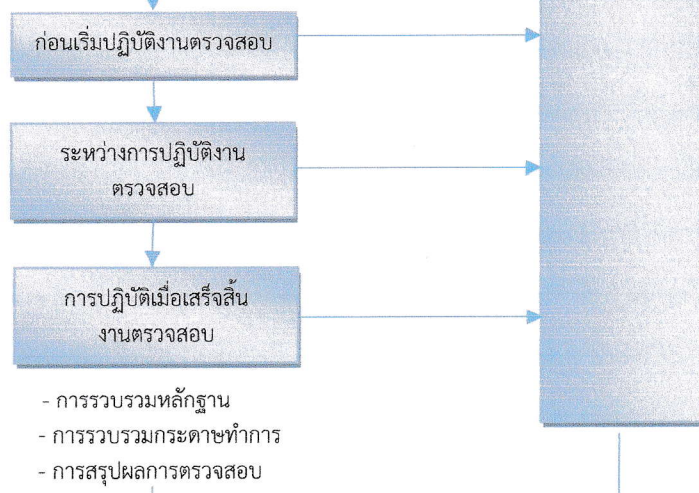 ก่อนเริ่มปฏิบัติงานตรวจสอบ
ระหว่างการปฏิบัติงาน
ตรวจสอบ
การปฏิบัติเมื่อเสร็จสิ้น
งานตรวจสอบ
- การรวบรวมหลักฐาน
- การรวบรวมกระดาษทำการ
- การสรุปผลการตรวจสอบ